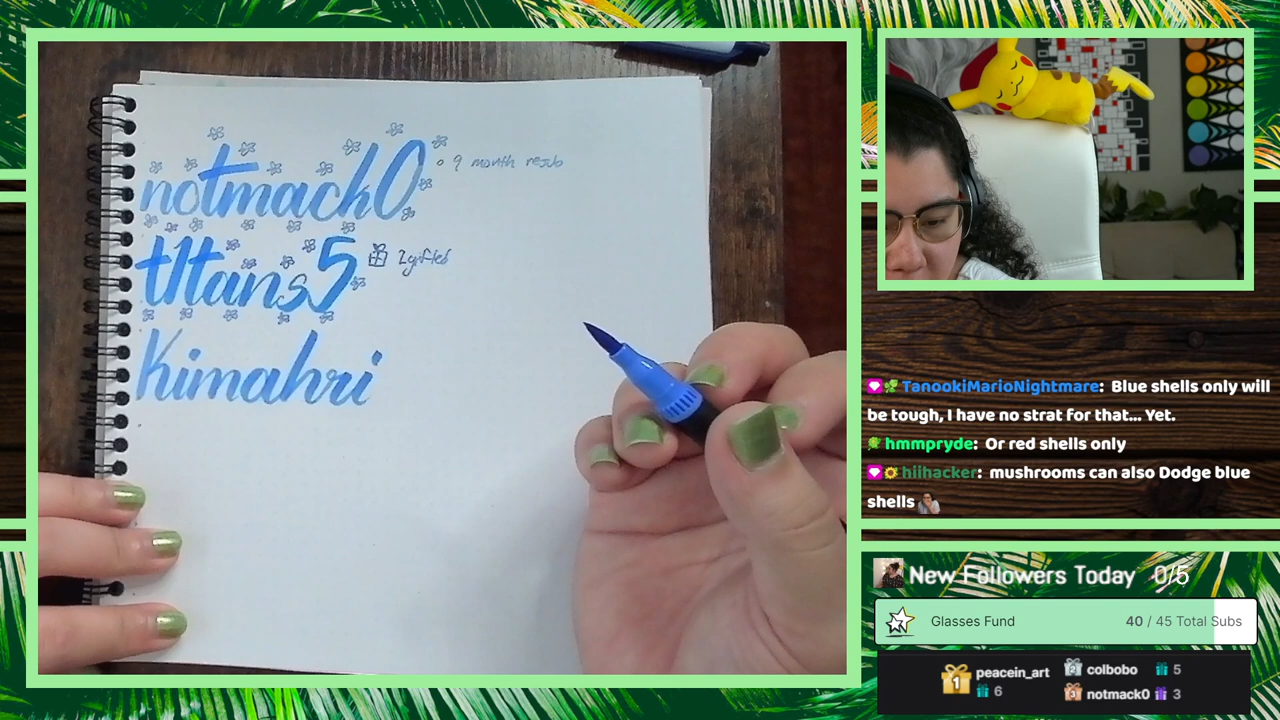 notmack0 9 month resub
t1tans5 2 gifted
Kimahri
TanookiMarioNightmare: Blue shells only will
be tough, I have no strat for that... Yet.
hmmpryde: Or red shells only
hiihacker: mushrooms can also Dodge blue
shells
New Followers Today 0/5
Glasses Fund 40 / 45 Total Subs
1 peacein_art 6
2 colbobo 5
3 notmack0 3